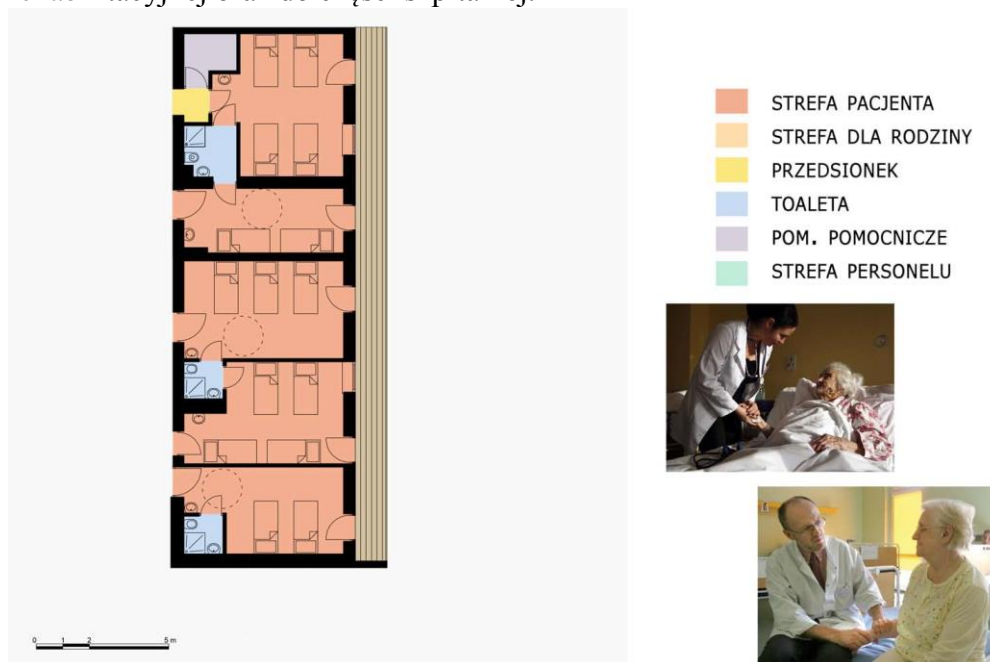 STREFA PACJENTA
STREFA DLA RODZINY
PRZEDSIONEK
TOALETA
POM. POMOCNICZE
STREFA PERSONELU
0 1 2 5 m